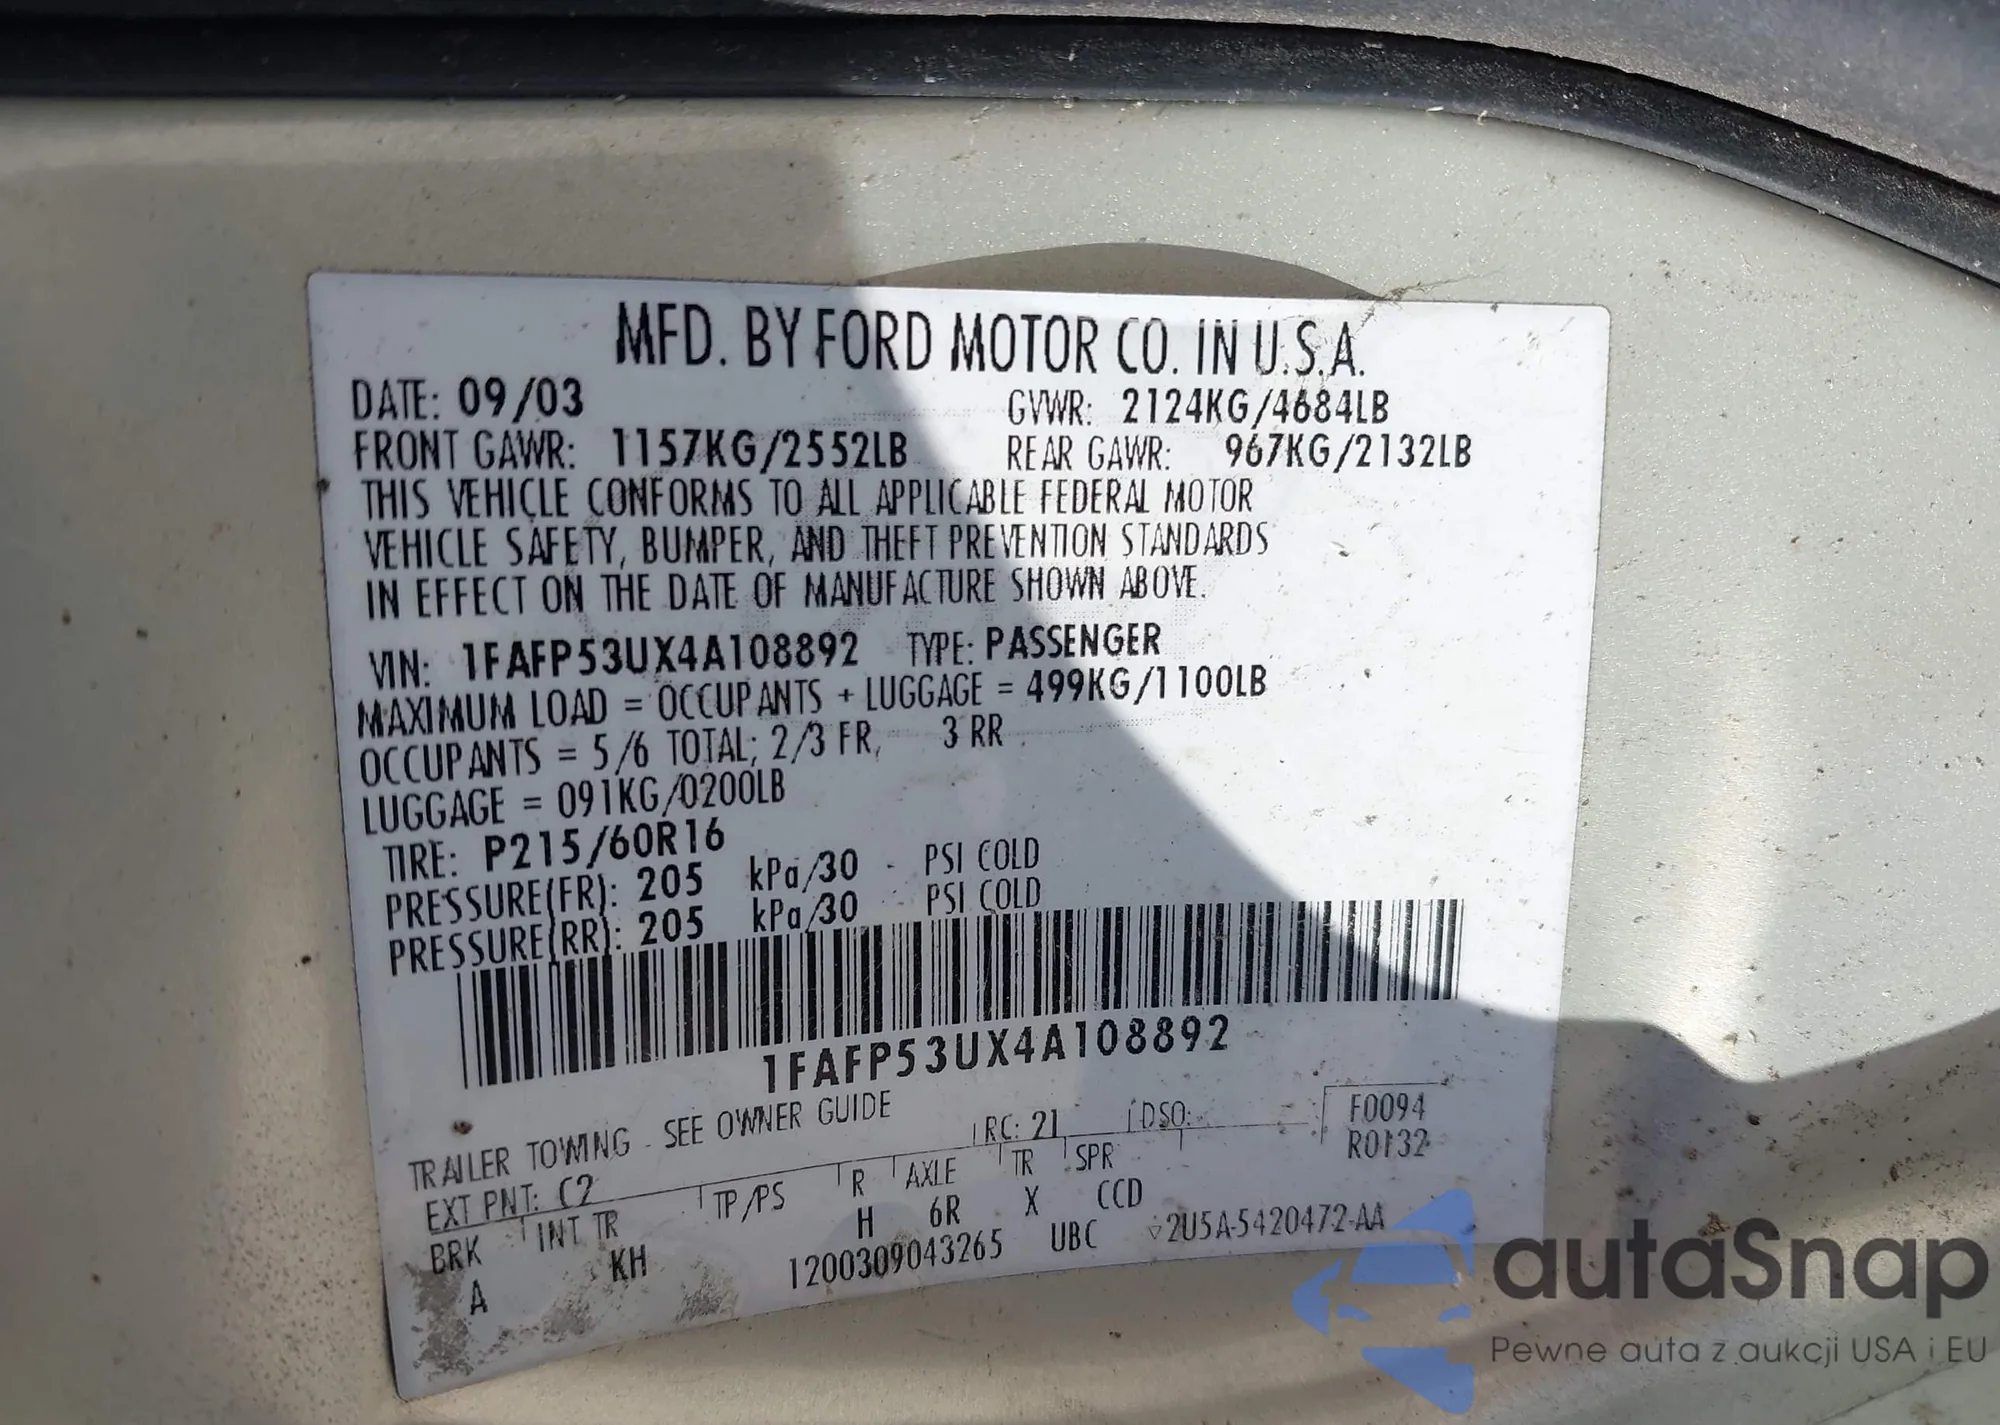 MFD. BY FORD MOTOR CO. IN U.S.A.
DATE: 09/03 GVWR: 2124KG/4684LB
FRONT GAWR: 1157KG/2552LB REAR GAWR: 967KG/2132LB
THIS VEHICLE CONFORMS TO ALL APPLICABLE FEDERAL MOTOR
VEHICLE SAFETY, BUMPER, AND THEFT PREVENTION STANDARDS
IN EFFECT ON THE DATE OF MANUFACTURE SHOWN ABOVE.
VIN: 1FAFP53UX4A108892 TYPE: PASSENGER
MAXIMUM LOAD = OCCUPANTS + LUGGAGE = 499KG/1100LB
OCCUPANTS = 5/6 TOTAL; 2/3 FR, 3 RR
LUGGAGE = 091KG/0200LB
TIRE: P215/60R16
PRESSURE(FR): 205 kPa/30 PSI COLD
PRESSURE(RR): 205 kPa/30 PSI COLD
1FAFP53UX4A108892
TRAILER TOWING - SEE OWNER GUIDE
EXT PNT: C2 RC: 21 DSO: F0094
R0132
BRK INT TR TP/PS R AXLE TR SPR
A KH H 6R X CCD
1200309043265 UBC ▽2U5A-5420472-AA
autaSnap
Pewne auta z aukcji USA i EU